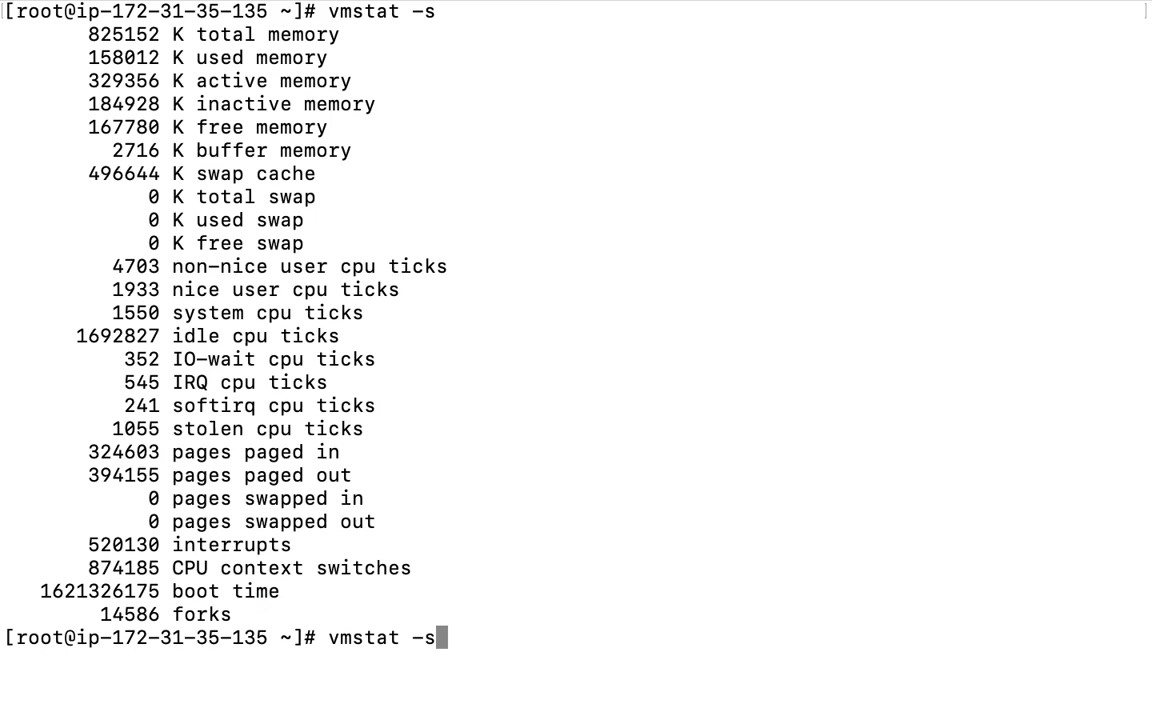 [root@ip-172-31-35-135 ~]# vmstat -s
825152 K total memory
158012 K used memory
329356 K active memory
184928 K inactive memory
167780 K free memory
2716 K buffer memory
496644 K swap cache
0 K total swap
0 K used swap
0 K free swap
4703 non-nice user cpu ticks
1933 nice user cpu ticks
1550 system cpu ticks
1692827 idle cpu ticks
352 IO-wait cpu ticks
545 IRQ cpu ticks
241 softirq cpu ticks
1055 stolen cpu ticks
324603 pages paged in
394155 pages paged out
0 pages swapped in
0 pages swapped out
520130 interrupts
874185 CPU context switches
1621326175 boot time
14586 forks
[root@ip-172-31-35-135 ~]# vmstat -s